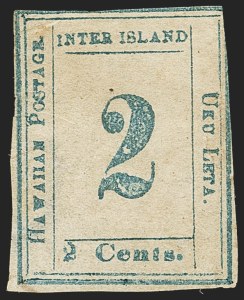 INTER ISLAND
HAWAIIAN POSTAGE
2
UKU LETA.
2 Cents.